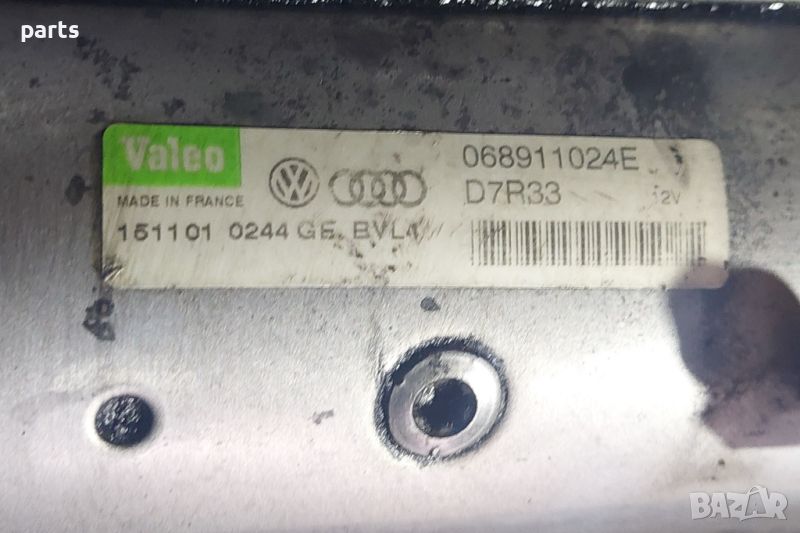 parts
Valeo
MADE IN FRANCE
068911024E
D7R33 12V
151101 0244 GE BVL4
BAZAR